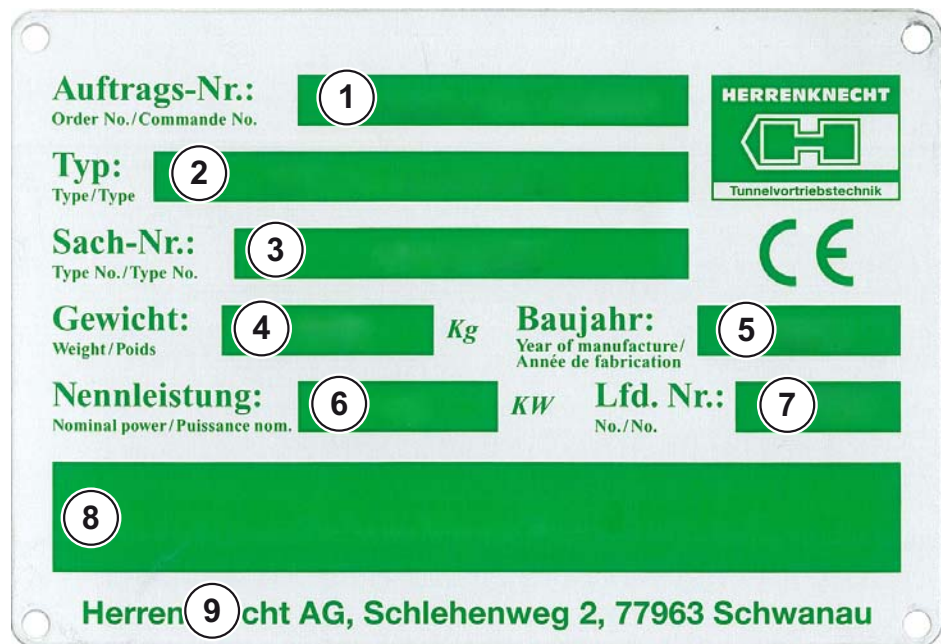 Auftrags-Nr.: 1
Order No./Commande No.
HERRENKNECHT
Tunnelvortriebstechnik
Typ: 2
Type/Type
Sach-Nr.: 3
Type No./Type No.
CE
Gewicht: 4 Kg
Weight/Poids
Baujahr: 5
Year of manufacture/
Année de fabrication
Nennleistung: 6 KW
Nominal power/Puissance nom.
Lfd. Nr.: 7
No./No.
8
9
Herren cht AG, Schlehenweg 2, 77963 Schwanau